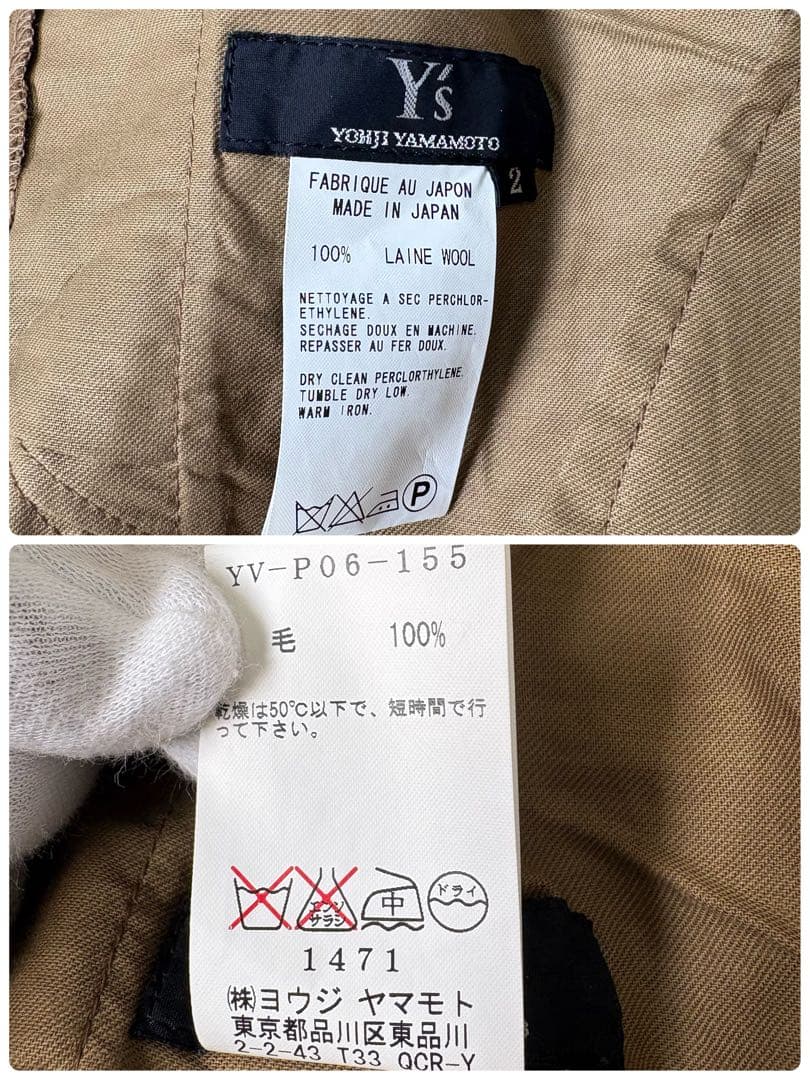 Y's
YOHJI YAMAMOTO
2
FABRIQUE AU JAPON
MADE IN JAPAN
100% LAINE WOOL
NETTOYAGE A SEC PERCHLOR-
ETHYLENE.
SECHAGE DOUX EN MACHINE.
REPASSER AU FER DOUX.
DRY CLEAN PERCLORTHYLENE.
TUMBLE DRY LOW.
WARM IRON.
P
YV-P06-155
毛 100%
乾燥は50℃以下で、短時間で行
って下さい。
エンソ
サラシ
中
ドライ
1471
㈱ヨウジ ヤマモト
東京都品川区東品川
2-2-43 T33 QCR-Y